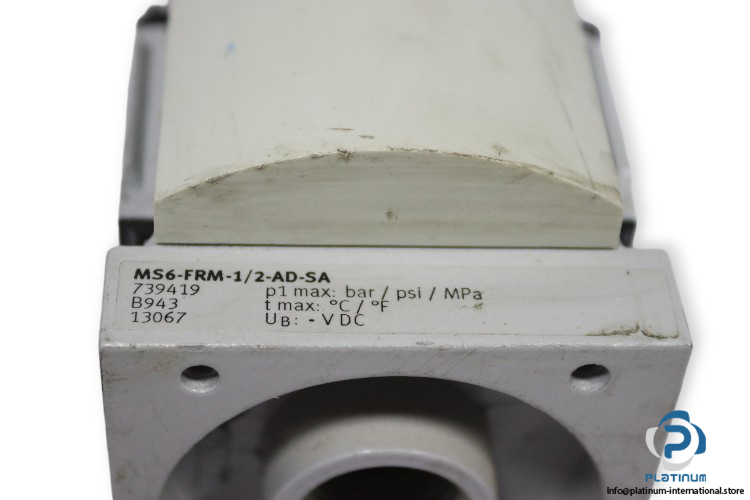 MS6-FRM-1/2-AD-SA
739419 p1 max: bar / psi / MPa
B943 t max: °C / °F
13067 UB: - V DC
PLATINUM
Info@platinum-international.store